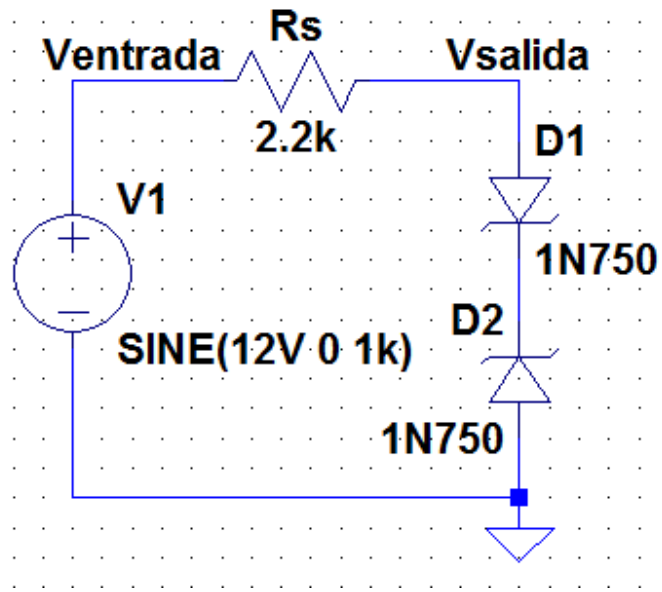 Rs
Ventrada
Vsalida
2.2k
D1
V1
1N750
D2
SINE(12V 0 1k)
1N750